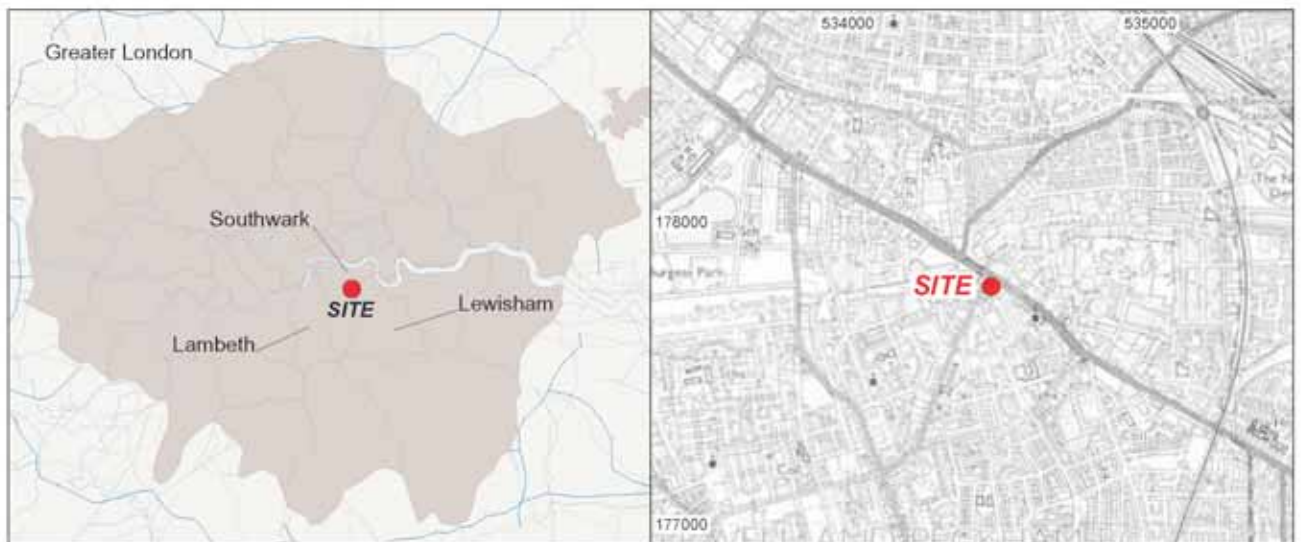 Greater London
Southwark
SITE
Lewisham
Lambeth
534000
535000
178000
SITE
177000